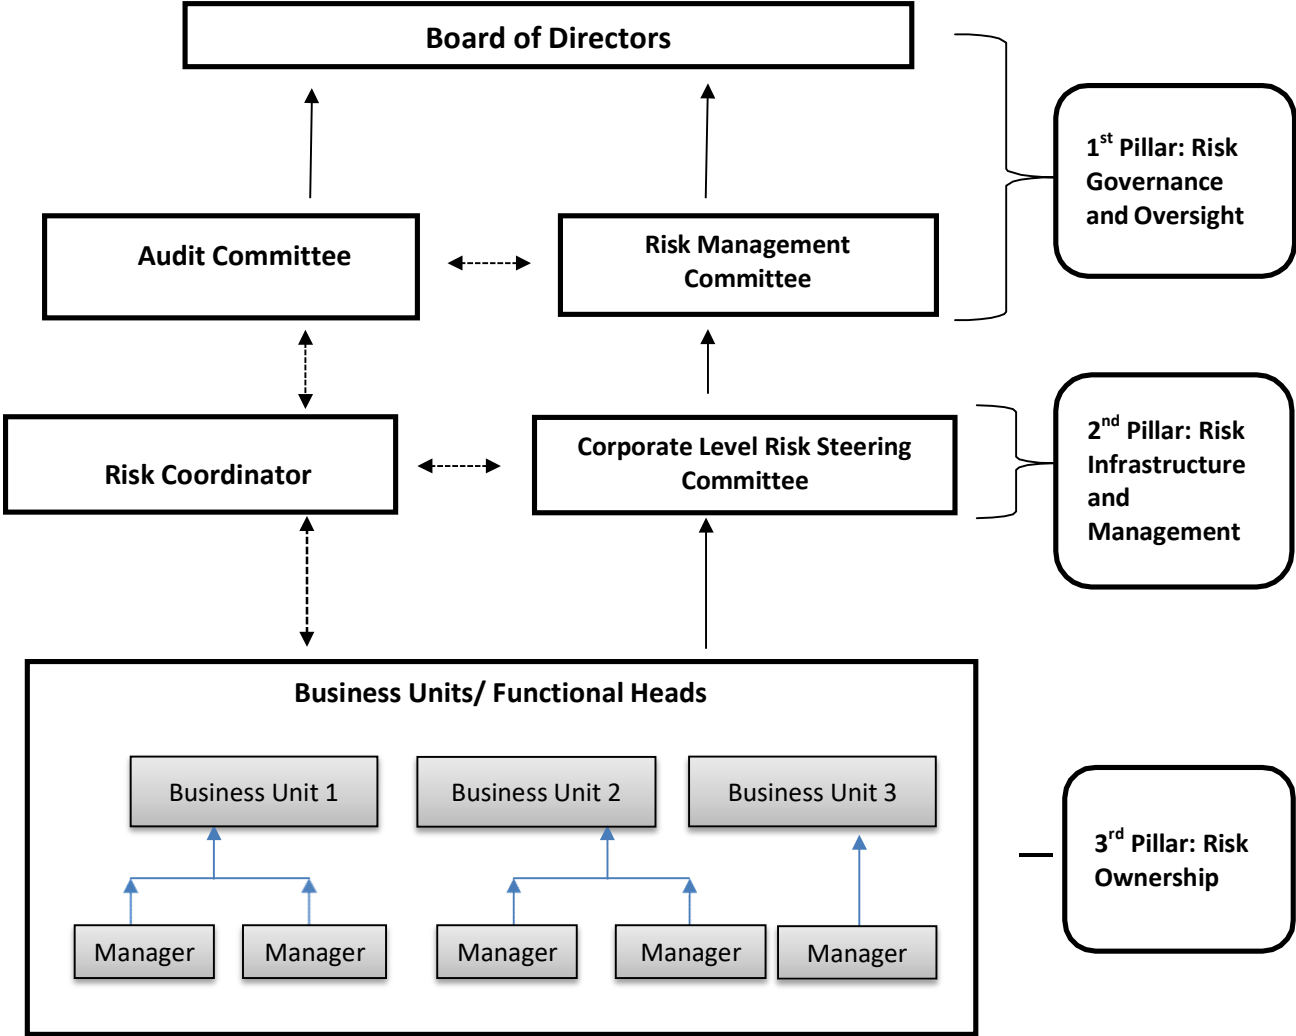 Board of Directors
1st Pillar: Risk
Governance
and Oversight
Audit Committee
Risk Management
Committee
Risk Coordinator
Corporate Level Risk Steering
Committee
2nd Pillar: Risk
Infrastructure
and
Management
Business Units/ Functional Heads
Business Unit 1
Business Unit 2
Business Unit 3
Manager
Manager
Manager
Manager
Manager
3rd Pillar: Risk
Ownership